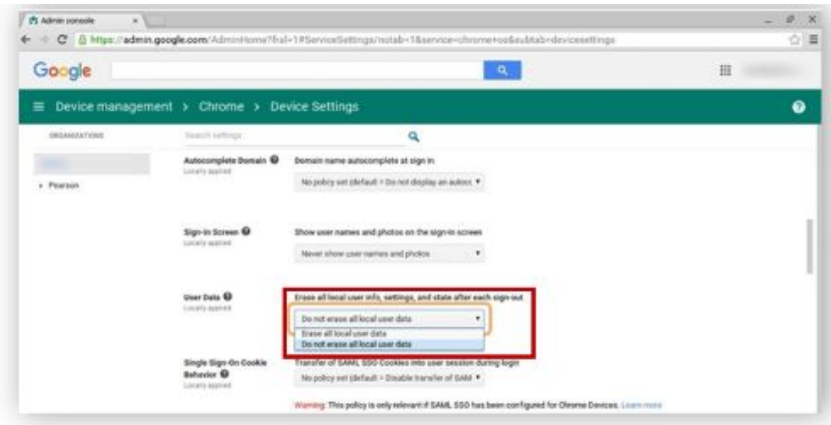 Admin console
https://admin.google.com/AdminHome?fral=1#ServiceSettings/notab=1&service=chrome+os&subtab=devicesettings
Google
Device management > Chrome > Device Settings
ORGANIZATIONS
Search settings
Pearson
Autocomplete Domain
Locally applied
Domain name autocomplete at sign in
No policy set (default = Do not display an autoc
Sign-in Screen
Locally applied
Show user names and photos on the sign-in screen
Never show user names and photos
User Data
Locally applied
Erase all local user info, settings, and state after each sign-out
Do not erase all local user data
Erase all local user data
Do not erase all local user data
Single Sign-On Cookie
Behavior
Locally applied
Transfer of SAML SSO Cookies into user session during login
No policy set (default = Disable transfer of SAM
Warning: This policy is only relevant if SAML SSO has been configured for Chrome Devices. Learn more